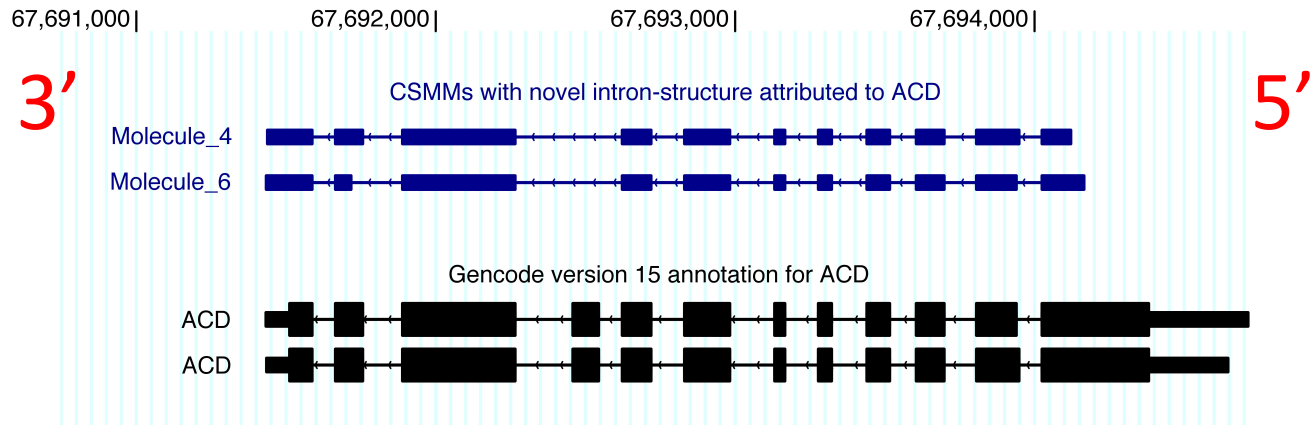 67,691,000| 67,692,000| 67,693,000| 67,694,000|
3’ 5’
CSMMs with novel intron-structure attributed to ACD
Molecule_4
Molecule_6
Gencode version 15 annotation for ACD
ACD
ACD